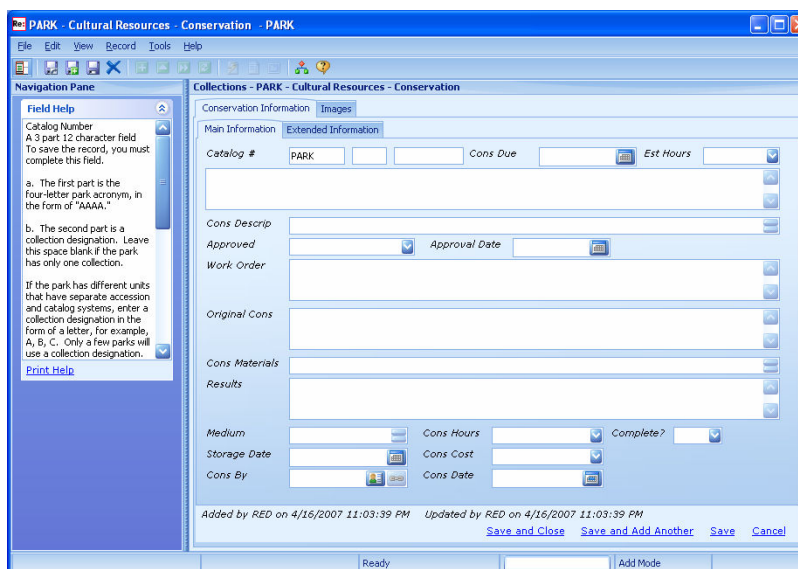 Re: PARK - Cultural Resources - Conservation - PARK
File Edit View Record Tools Help
Navigation Pane
Field Help
Catalog Number
A 3 part 12 character field
To save the record, you must
complete this field.
a. The first part is the
four-letter park acronym, in
the form of "AAAA."
b. The second part is a
collection designation. Leave
this space blank if the park
has only one collection.
If the park has different units
that have separate accession
and catalog systems, enter a
collection designation in the
form of a letter, for example,
A, B, C. Only a few parks will
use a collection designation.
Print Help
Collections - PARK - Cultural Resources - Conservation
Conservation Information Images
Main Information Extended Information
Catalog # PARK Cons Due Est Hours
Cons Descrip
Approved Approval Date
Work Order
Original Cons
Cons Materials
Results
Medium Cons Hours Complete?
Storage Date Cons Cost
Cons By Cons Date
Added by RED on 4/16/2007 11:03:39 PM Updated by RED on 4/16/2007 11:03:39 PM
Save and Close Save and Add Another Save Cancel
Ready Add Mode